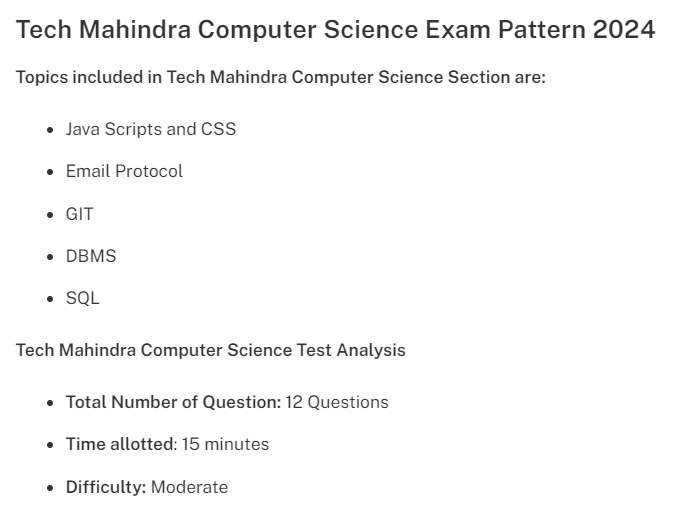 Tech Mahindra Computer Science Exam Pattern 2024
Topics included in Tech Mahindra Computer Science Section are:
• Java Scripts and CSS
• Email Protocol
• GIT
• DBMS
• SQL
Tech Mahindra Computer Science Test Analysis
• Total Number of Question: 12 Questions
• Time allotted: 15 minutes
• Difficulty: Moderate